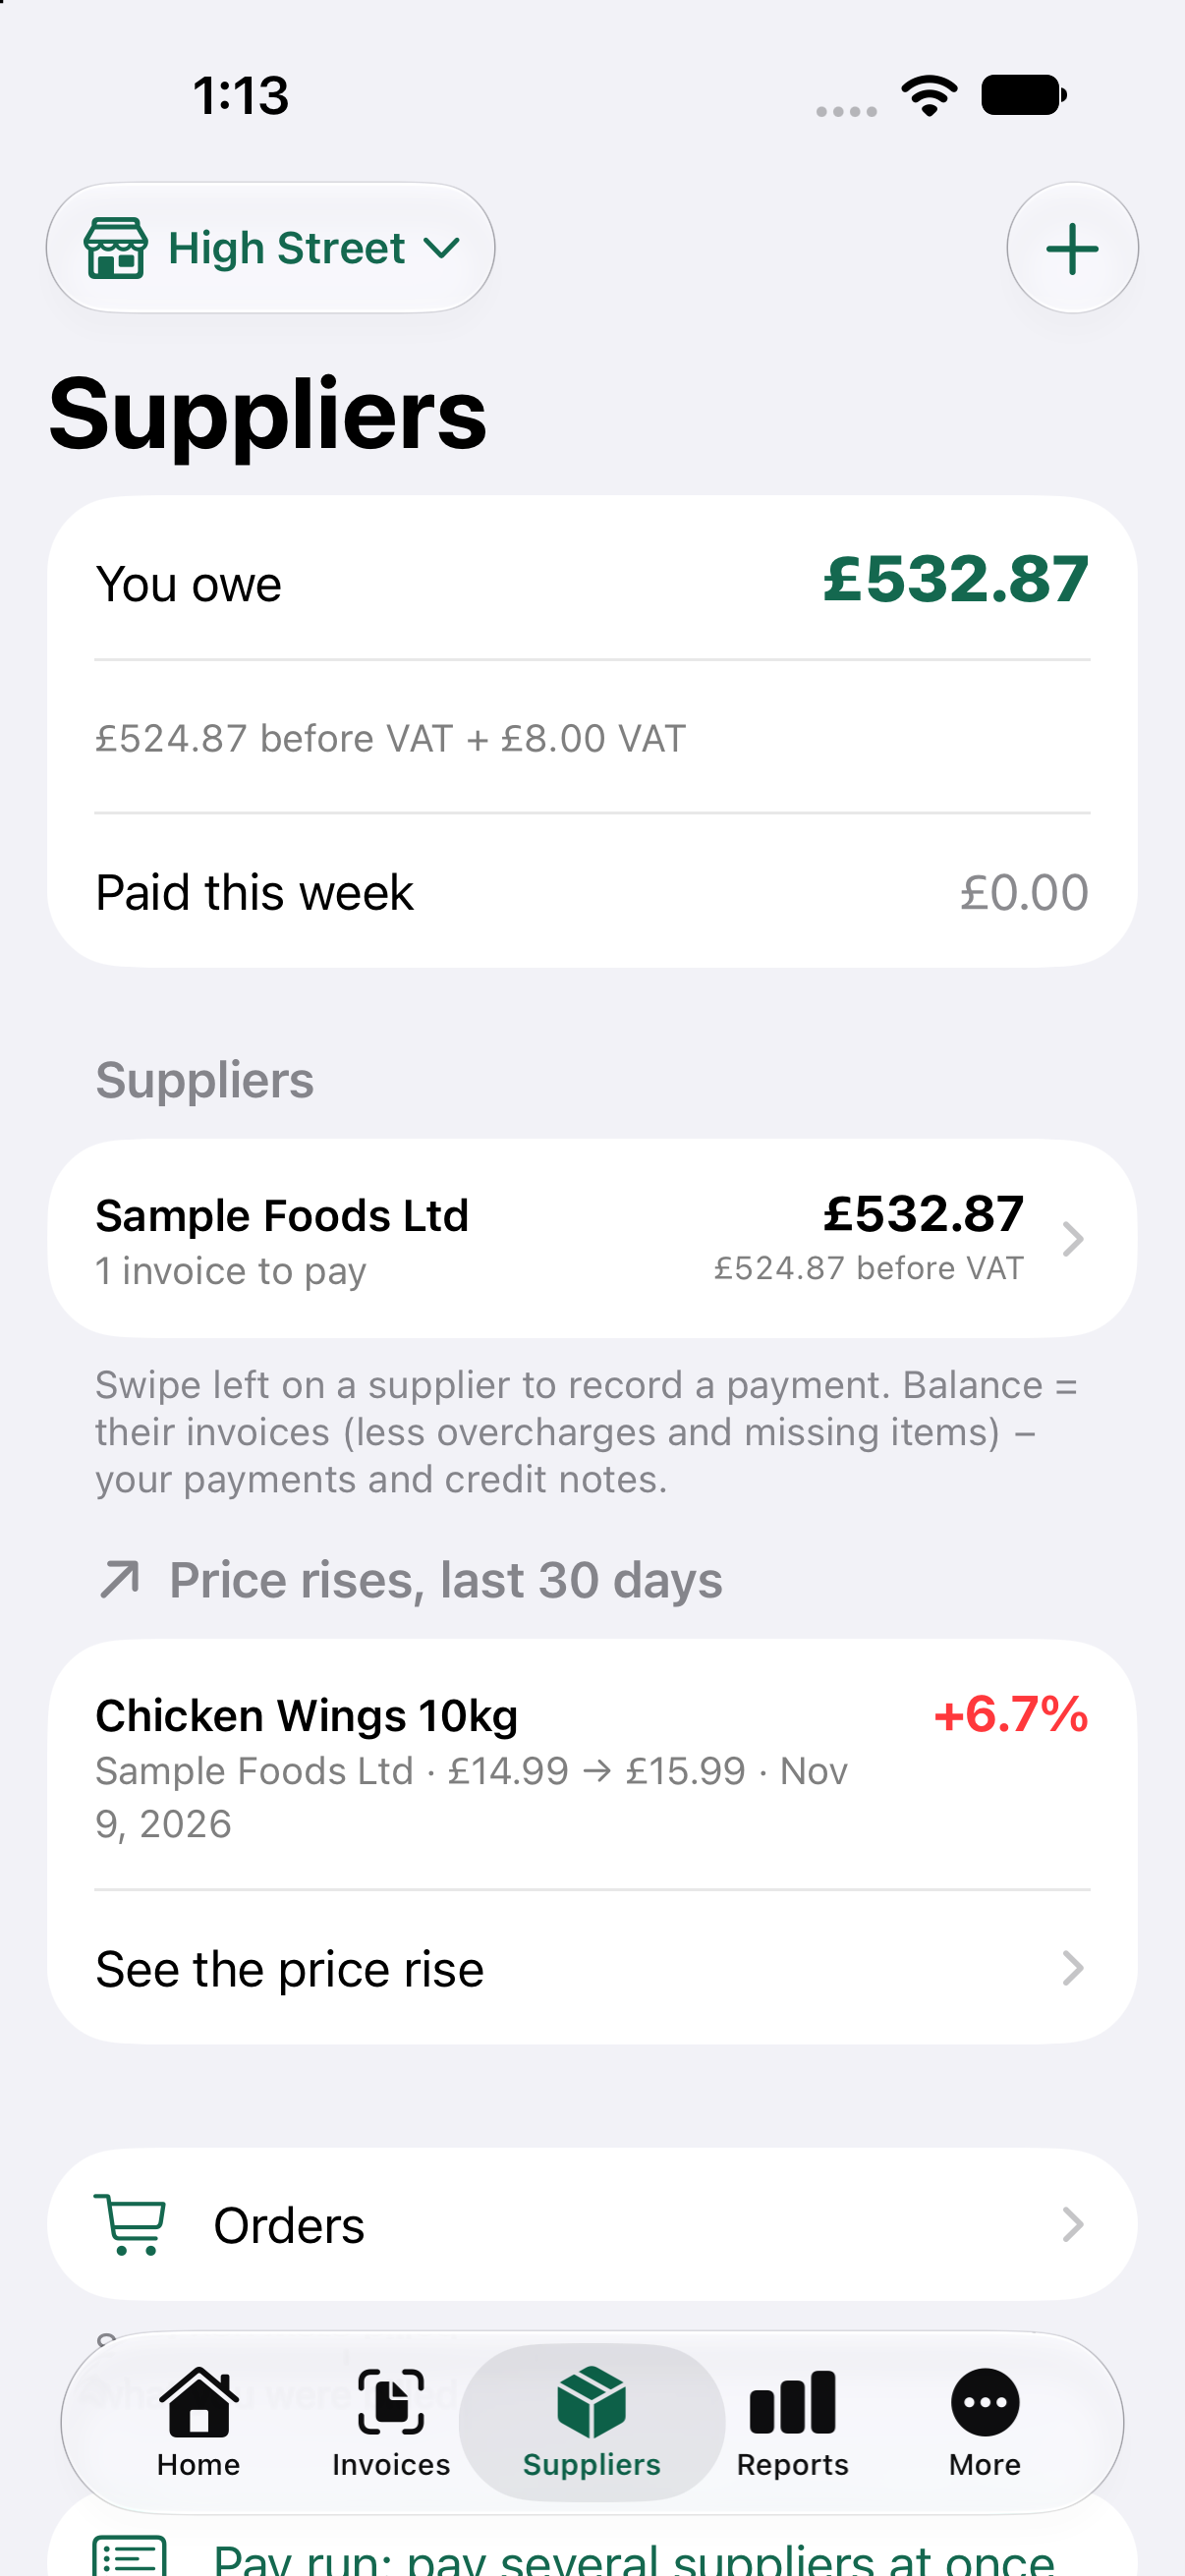 1:13
High Street
Suppliers
You owe
£532.87
£524.87 before VAT + £8.00 VAT
Paid this week
£0.00
Suppliers
Sample Foods Ltd
£532.87
1 invoice to pay
£524.87 before VAT
Swipe left on a supplier to record a payment. Balance =
their invoices (less overcharges and missing items) –
your payments and credit notes.
Price rises, last 30 days
Chicken Wings 10kg
+6.7%
Sample Foods Ltd · £14.99 → £15.99 · Nov
9, 2026
See the price rise
Orders
Home
Invoices
Suppliers
Reports
More
Pay run: pay several suppliers at once